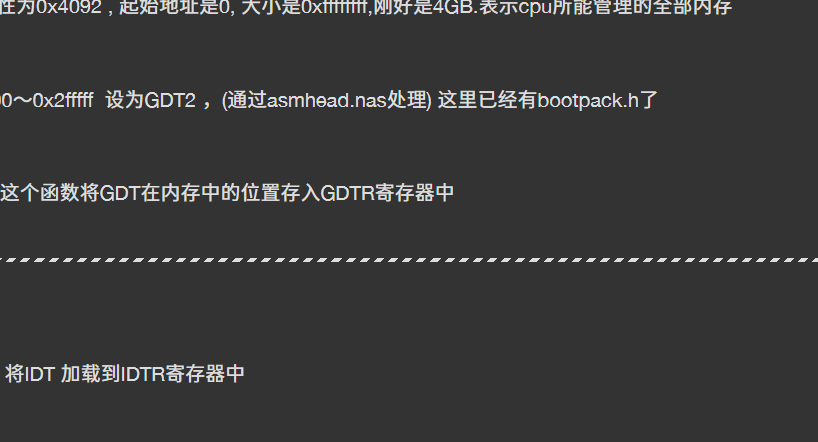 性为0x4092 , 起始地址是0, 大小是0xffffffff,刚好是4GB.表示cpu所能管理的全部内存
00～0x2fffff 设为GDT2 ，(通过asmhead.nas处理) 这里已经有bootpack.h了
这个函数将GDT在内存中的位置存入GDTR寄存器中
将IDT 加载到IDTR寄存器中